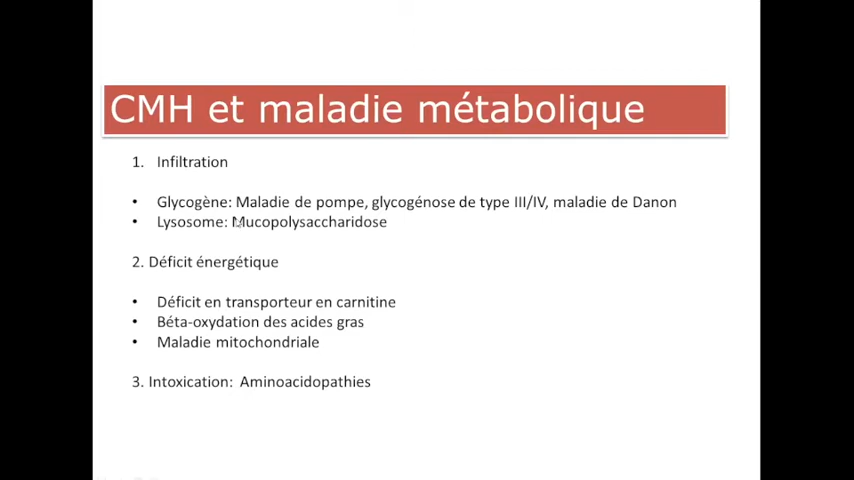 CMH et maladie métabolique
1. Infiltration
• Glycogène: Maladie de pompe, glycogénose de type III/IV, maladie de Danon
• Lysosome: Mucopolysaccharidose
2. Déficit énergétique
• Déficit en transporteur en carnitine
• Béta-oxydation des acides gras
• Maladie mitochondriale
3. Intoxication: Aminoacidopathies